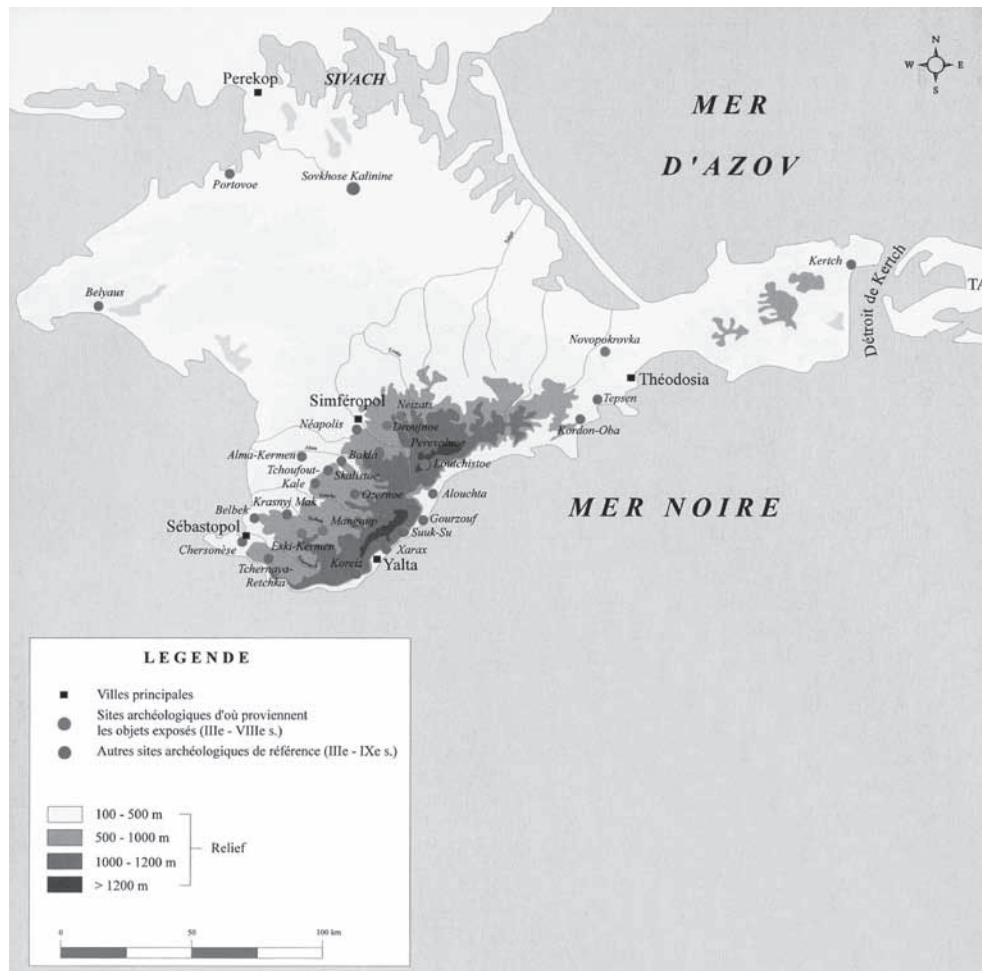 N
W E
S
Perekop
SIVACH
MER
D'AZOV
Portovoe
Sovkhose Kalinine
Kertch
Détroit de Kertch
TA
Belyaus
Novopokrovka
Théodosia
Tepsen
Kordon-Oba
Simféropol
Néapolis
Neizats
Droujnoe
Perevalnoe
Loutchistoe
Alma-Kermen
Alma
Bakla
Skalistoe
Tchoufout-
Kale
Ozernoe
Alouchta
MER NOIRE
Krasnyj Mak
Belbek
Mangoup
Gourzouf
Suuk-Su
Sébastopol
Eski-Kermen
Chersonèse
Xarax
Koreiz
Yalta
Tchernaya-
Retchka
LEGENDE
Villes principales
Sites archéologiques d'où proviennent
les objets exposés (IIIe - VIIIe s.)
Autres sites archéologiques de référence (IIIe - IXe s.)
100 - 500 m
500 - 1000 m
1000 - 1200 m
> 1200 m
Relief
0 50 100 km